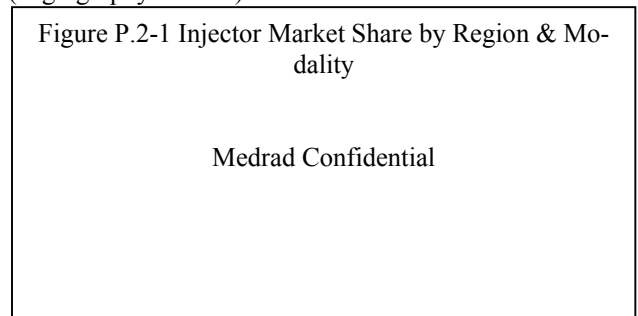 Figure P.2-1 Injector Market Share by Region & Mo-
dality
Medrad Confidential